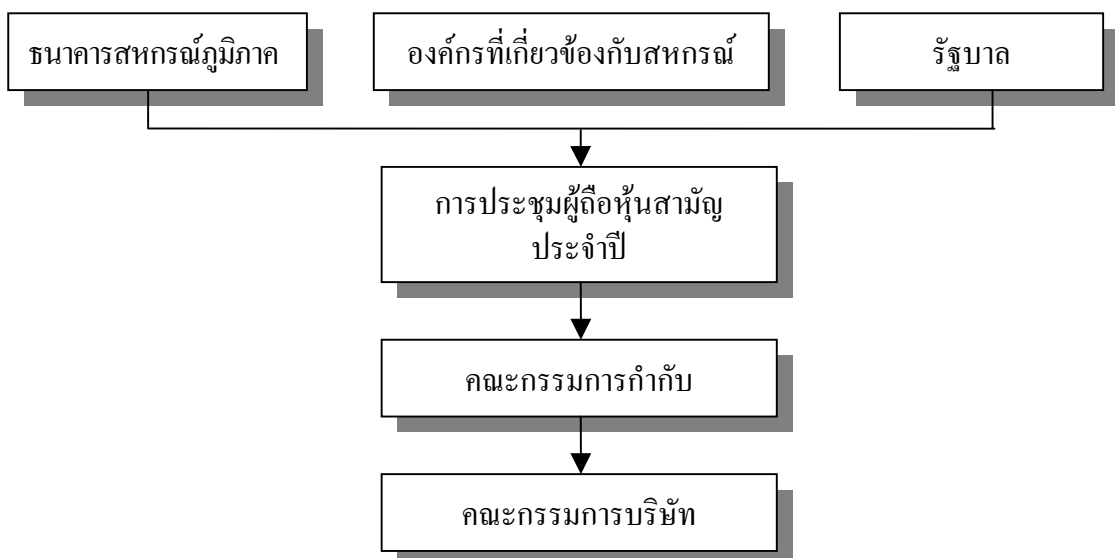 ธนาคารสหกรณ์ภูมิภาค
องค์กรที่เกี่ยวข้องกับสหกรณ์
รัฐบาล
การประชุมผู้ถือหุ้นสามัญ
ประจำปี
คณะกรรมการกำกับ
คณะกรรมการบริษัท